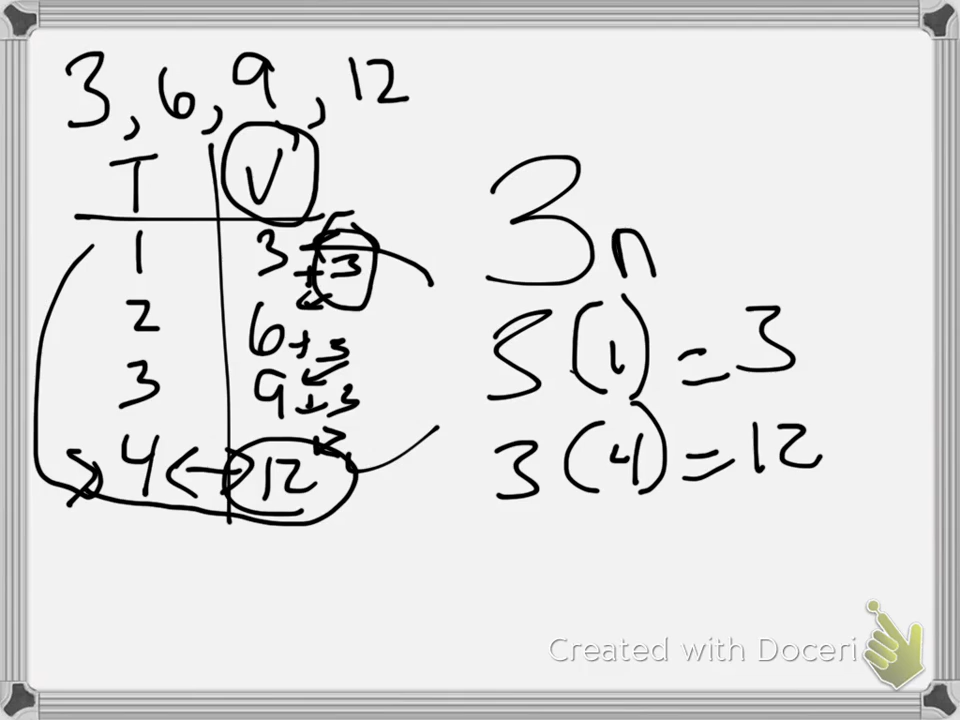 3, 6, 9, 12
T V
1 3 +3
2 6 +3
3 9 +3
4 12
3n
3(1) = 3
3(4) = 12
Created with Doceri